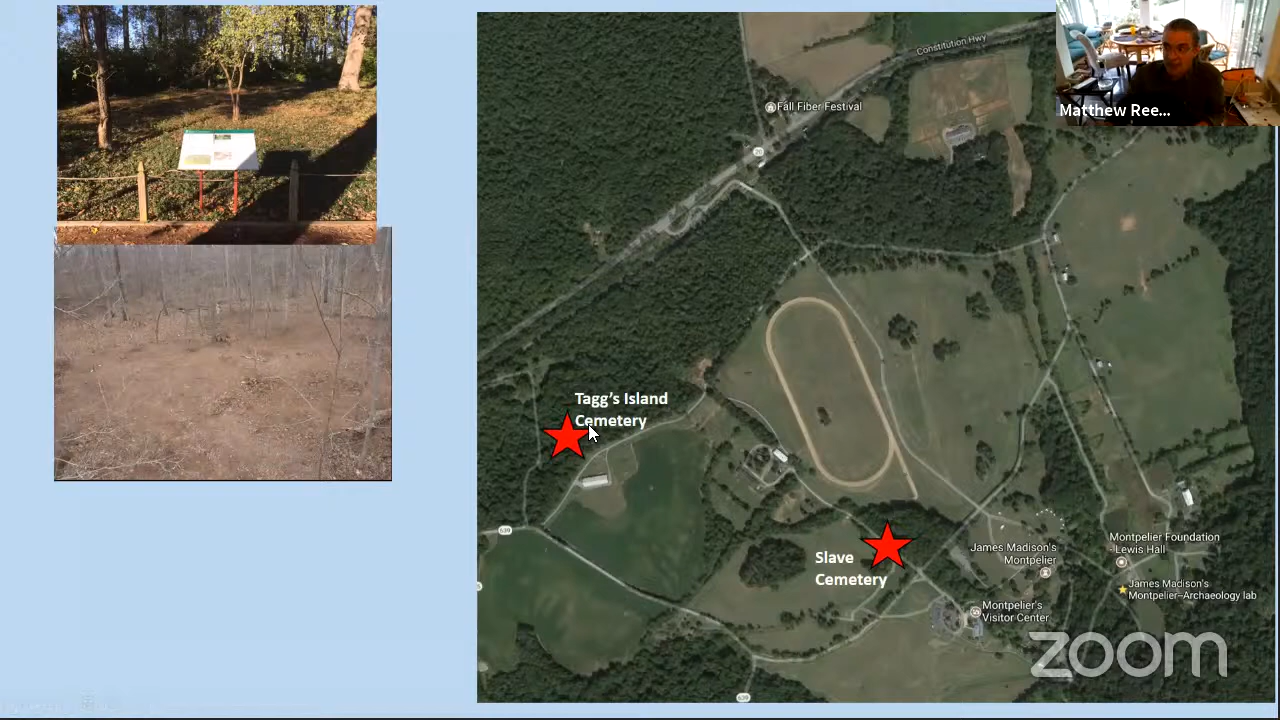 Constitution Hwy
Matthew Ree...
Fall Fiber Festival
20
Tagg's Island
Cemetery
639
Slave
Cemetery
James Madison's
Montpelier
Montpelier Foundation
-Lewis Hall
James Madison's
Montpelier–Archaeology lab
Montpelier's
Visitor Center
zoom
639